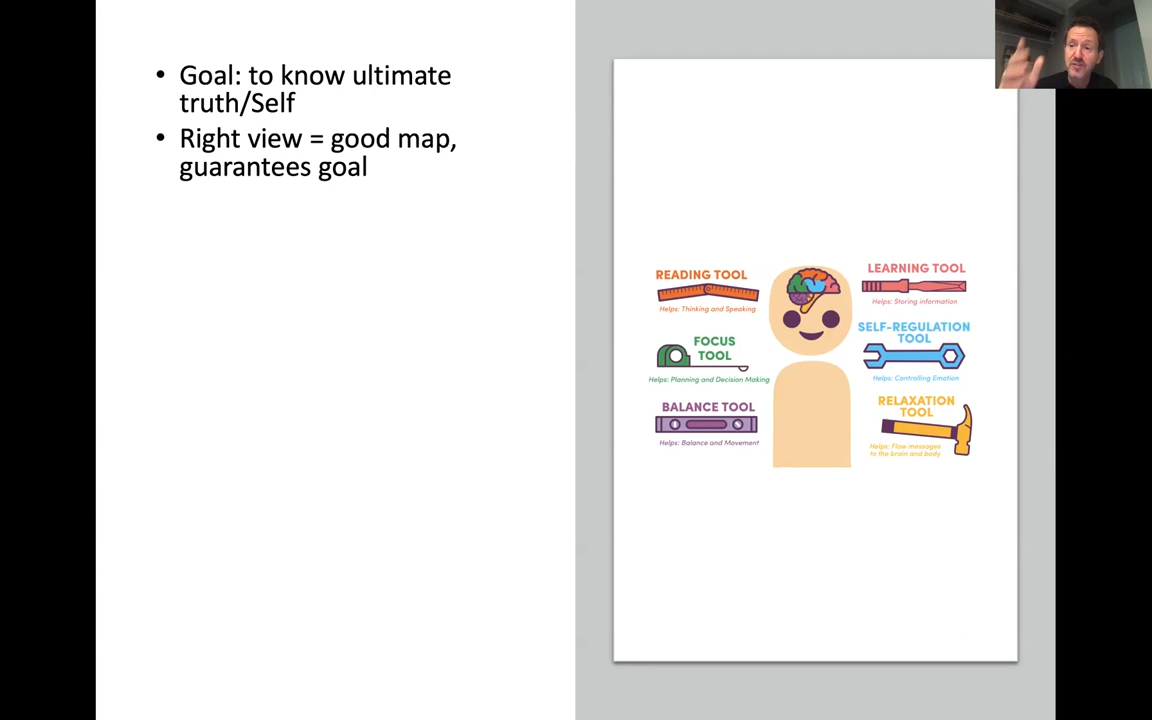 • Goal: to know ultimate
truth/Self
• Right view = good map,
guarantees goal
READING TOOL
Helps: Thinking and Speaking
FOCUS
TOOL
Helps: Planning and Decision Making
BALANCE TOOL
Helps: Balance and Movement
LEARNING TOOL
Helps: Storing information
SELF-REGULATION
TOOL
Helps: Controlling Emotion
RELAXATION
TOOL
Helps: Flow messages
to the brain and body